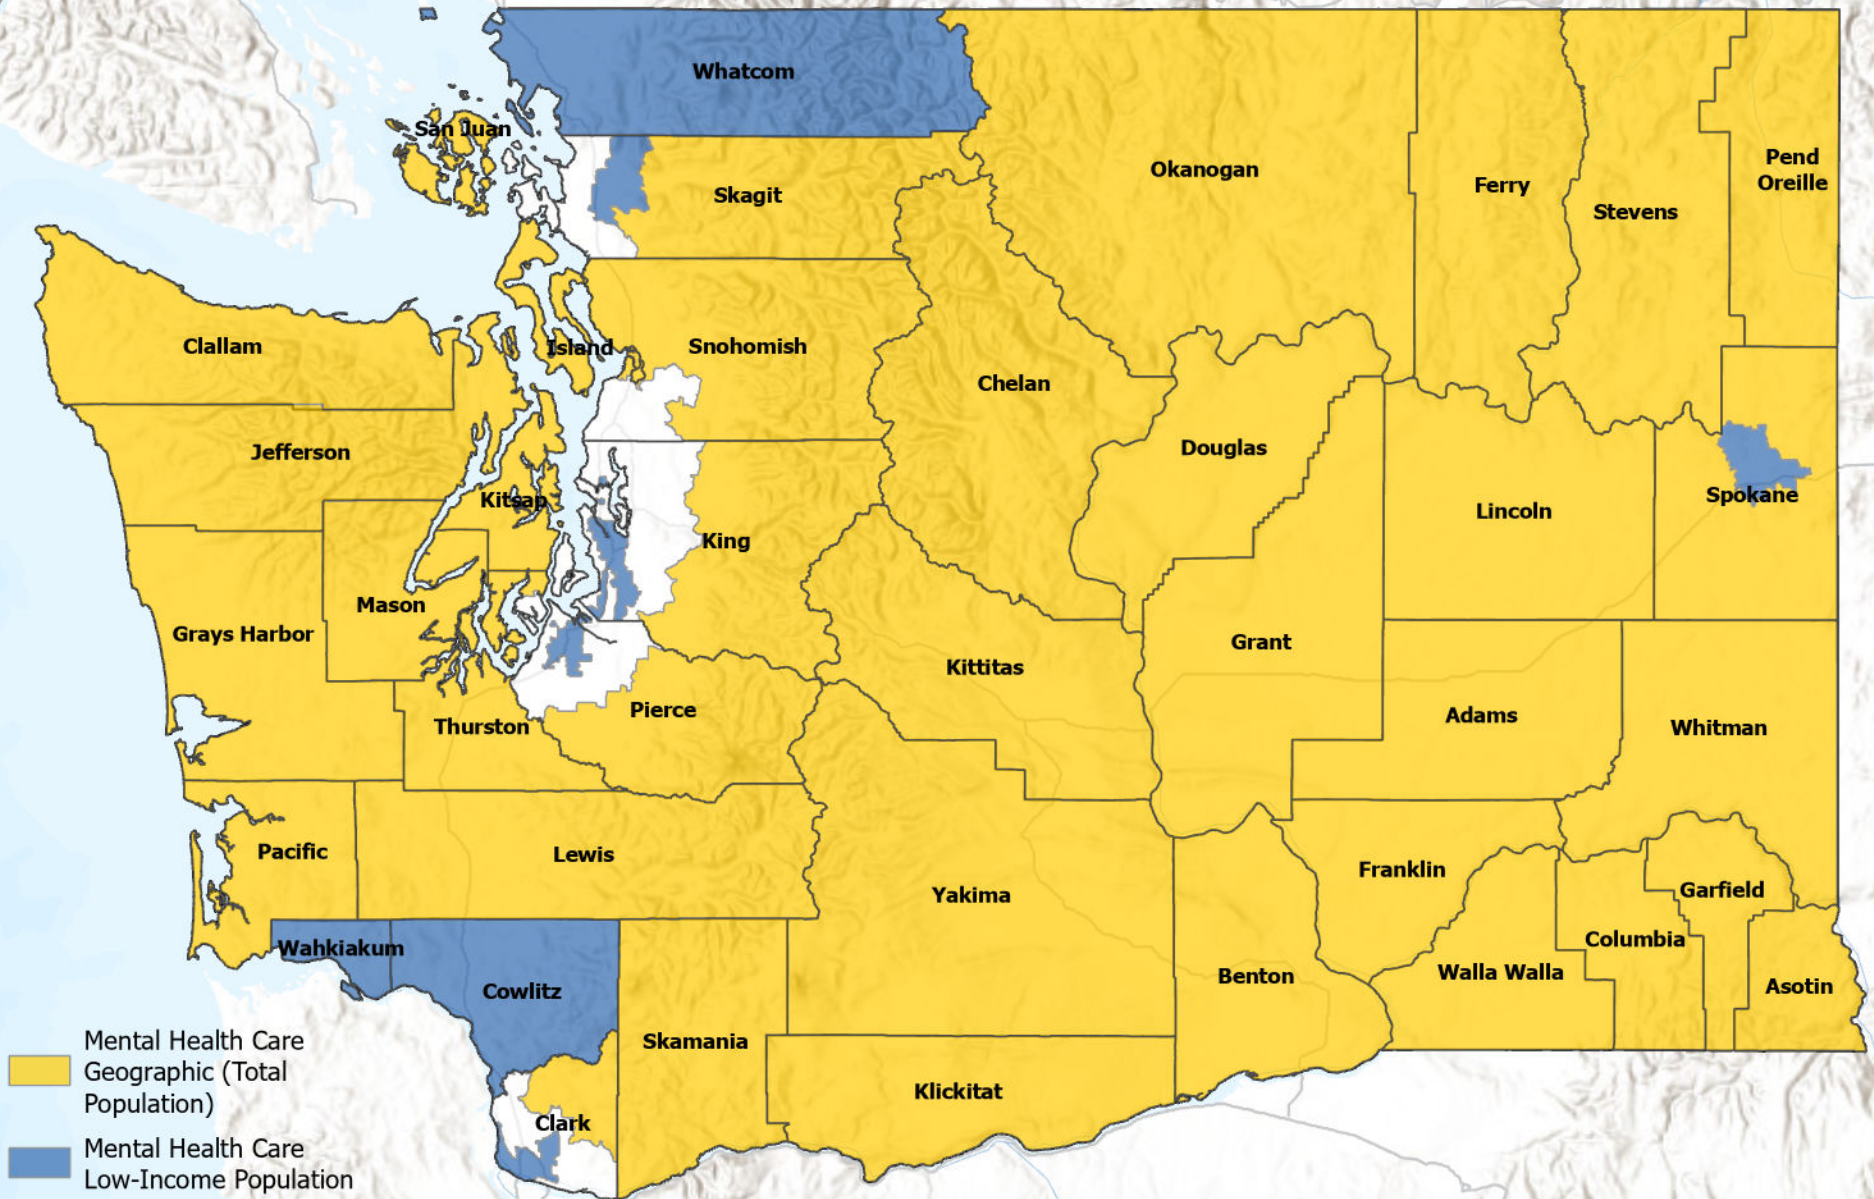 Whatcom
San Juan
Skagit
Okanogan
Ferry
Stevens
Pend
Oreille
Clallam
Island
Snohomish
Chelan
Jefferson
Kitsap
Douglas
Lincoln
Spokane
King
Mason
Grays Harbor
Grant
Kittitas
Thurston
Pierce
Adams
Whitman
Pacific
Lewis
Yakima
Franklin
Garfield
Wahkiakum
Cowlitz
Columbia
Benton
Walla Walla
Asotin
Skamania
Klickitat
Clark
Mental Health Care
Geographic (Total
Population)
Mental Health Care
Low-Income Population